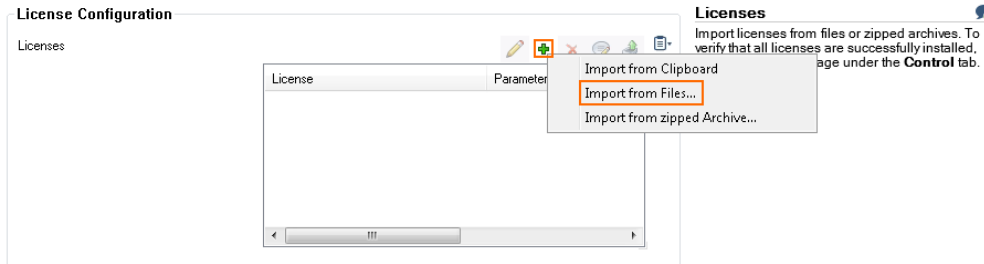 License Configuration
Licenses
License
Parameter
Import from Clipboard
Import from Files...
Import from zipped Archive...
Licenses
Import licenses from files or zipped archives. To
verify that all licenses are successfully installed,
age under the Control tab.